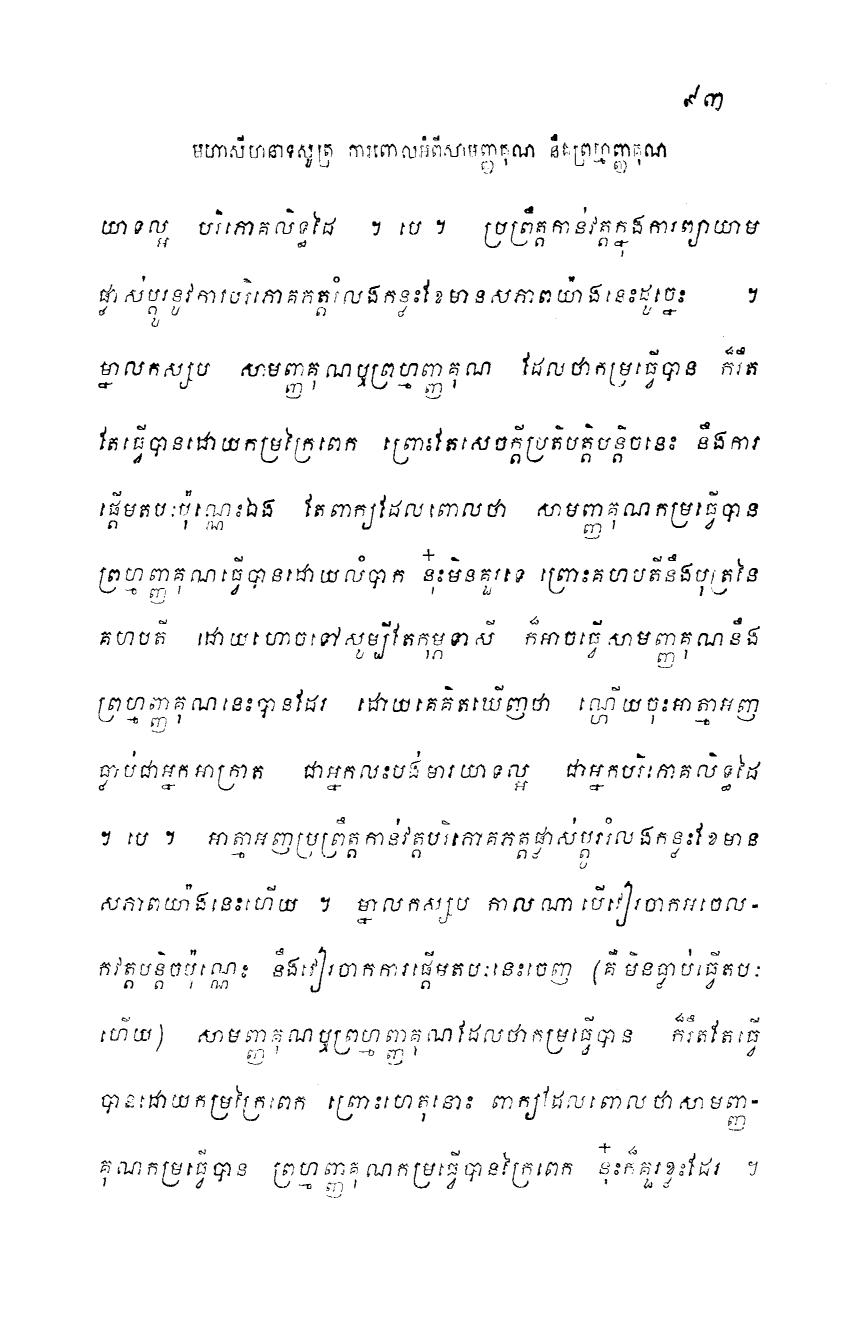 ៩៣
មហាសីហនាទសូត្រ ការពោលអំពីសាមញ្ញគុណ នឹងព្រហ្មញ្ញគុណ
យាទល្អ បរិភោគលិទ្ធដៃ ។ បេ ។ ប្រព្រឹត្តកាន់វត្តក្នុងការព្យាយាម
ផ្លាស់ប្តូរនូវការបរិភោគភត្តរំលងកន្លះខែមានសភាពយ៉ាងនេះដូច្នេះ ។
ម្នាលកស្សប សាមញ្ញគុណឬព្រហ្មញ្ញគុណ ដែលថាកម្រធ្វើបាន ក៏រឹត
តែធ្វើបានដោយកម្រក្រៃពេក ព្រោះតែសេចក្តីប្រតិបត្តិបន្តិចនេះ នឹងការ
ផ្តើមតបៈប៉ុណ្ណេះឯង តែពាក្យដែលពោលថា សាមញ្ញគុណកម្រធ្វើបាន
ព្រហ្មញ្ញគុណធ្វើបានដោយលំបាក នុ៎ះមិនគួរទេ ព្រោះគហបតីនឹងបុត្រនៃ
គហបតី ដោយហោចទៅសូម្បីតែកុម្ភទាសី ក៏អាចធ្វើសាមញ្ញគុណនឹង
ព្រហ្មញ្ញគុណនេះបានដែរ ដោយគេគិតឃើញថា ណ្ហើយចុះអាត្មាអញ
ធ្លាប់ជាអ្នកអាក្រាត ជាអ្នកលះបង់មារយាទល្អ ជាអ្នកបរិភោគលិទ្ធដៃ
។ បេ ។ អាត្មាអញប្រព្រឹត្តកាន់វត្តបរិភោគភត្តផ្លាស់ប្តូររំលងកន្លះខែមាន
សភាពយ៉ាងនេះហើយ ។ ម្នាលកស្សប កាលណាបើវៀរចាកអចេល-
កវត្តបន្តិចប៉ុណ្ណេះ នឹងវៀរចាកការផ្តើមតបៈនេះចេញ (គឺ មិនធ្លាប់ធ្វើតបៈ
ហើយ) សាមញ្ញគុណឬព្រហ្មញ្ញគុណដែលថាកម្រធ្វើបាន ក៏រឹតវៃតែធ្វើ
បានដោយកម្រក្រៃពេក ព្រោះហេតុនោះ ពាក្យដែលពោលថាសាមញ្ញ-
គុណកម្រធ្វើបាន ព្រហ្មញ្ញគុណកម្រធ្វើបានក្រៃពេក នុ៎ះក៏គួរខ្លះដែរ ។